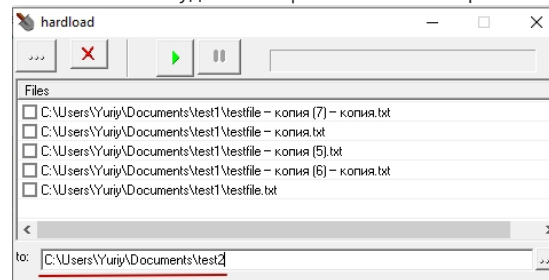 hardload
...
Files
C:\Users\Yuriy\Documents\test1\testfile – копия (7) – копия.txt
C:\Users\Yuriy\Documents\test1\testfile – копия.txt
C:\Users\Yuriy\Documents\test1\testfile – копия (5).txt
C:\Users\Yuriy\Documents\test1\testfile – копия (6) – копия.txt
C:\Users\Yuriy\Documents\test1\testfile.txt
to: C:\Users\Yuriy\Documents\test2 ...